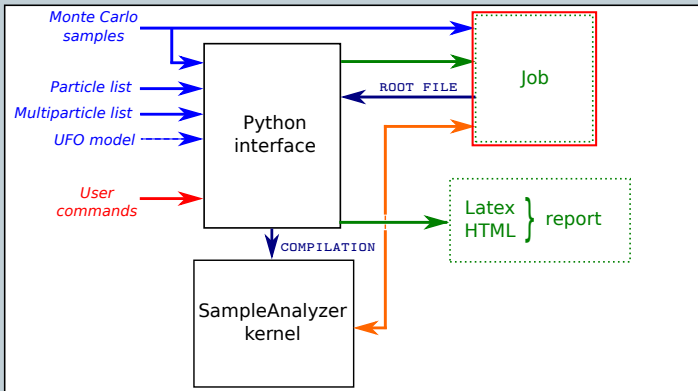 Monte Carlo
samples
Particle list
Multiparticle list
UFO model
User
commands
Python
interface
ROOT FILE
Job
Latex
HTML
report
COMPILATION
SampleAnalyzer
kernel